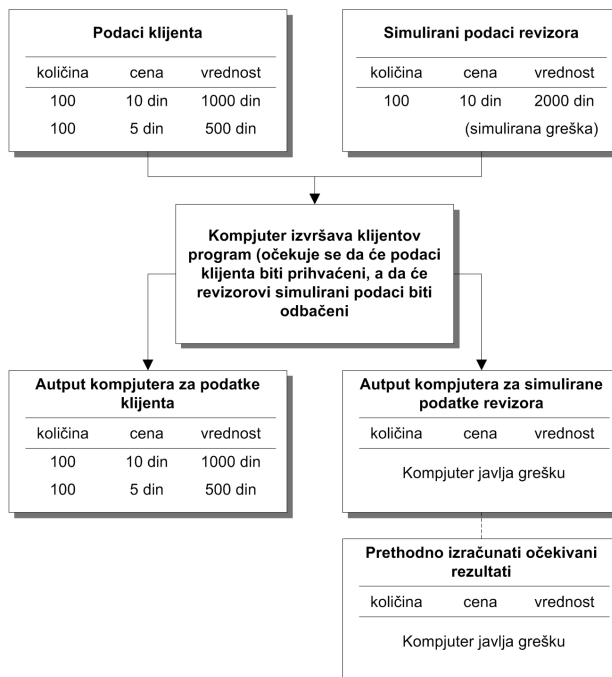 Podaci klijenta
količina cena vrednost
100 10 din 1000 din
100 5 din 500 din
Simulirani podaci revizora
količina cena vrednost
100 10 din 2000 din
(simulirana greška)
Kompjuter izvršava klijentov
program (očekuje se da će podaci
klijenta biti prihvaćeni, a da će
revizorovi simulirani podaci biti
odbačeni
Autput kompjutera za podatke
klijenta
količina cena vrednost
100 10 din 1000 din
100 5 din 500 din
Autput kompjutera za simulirane
podatke revizora
količina cena vrednost
Kompjuter javlja grešku
Prethodno izračunati očekivani
rezultati
količina cena vrednost
Kompjuter javlja grešku